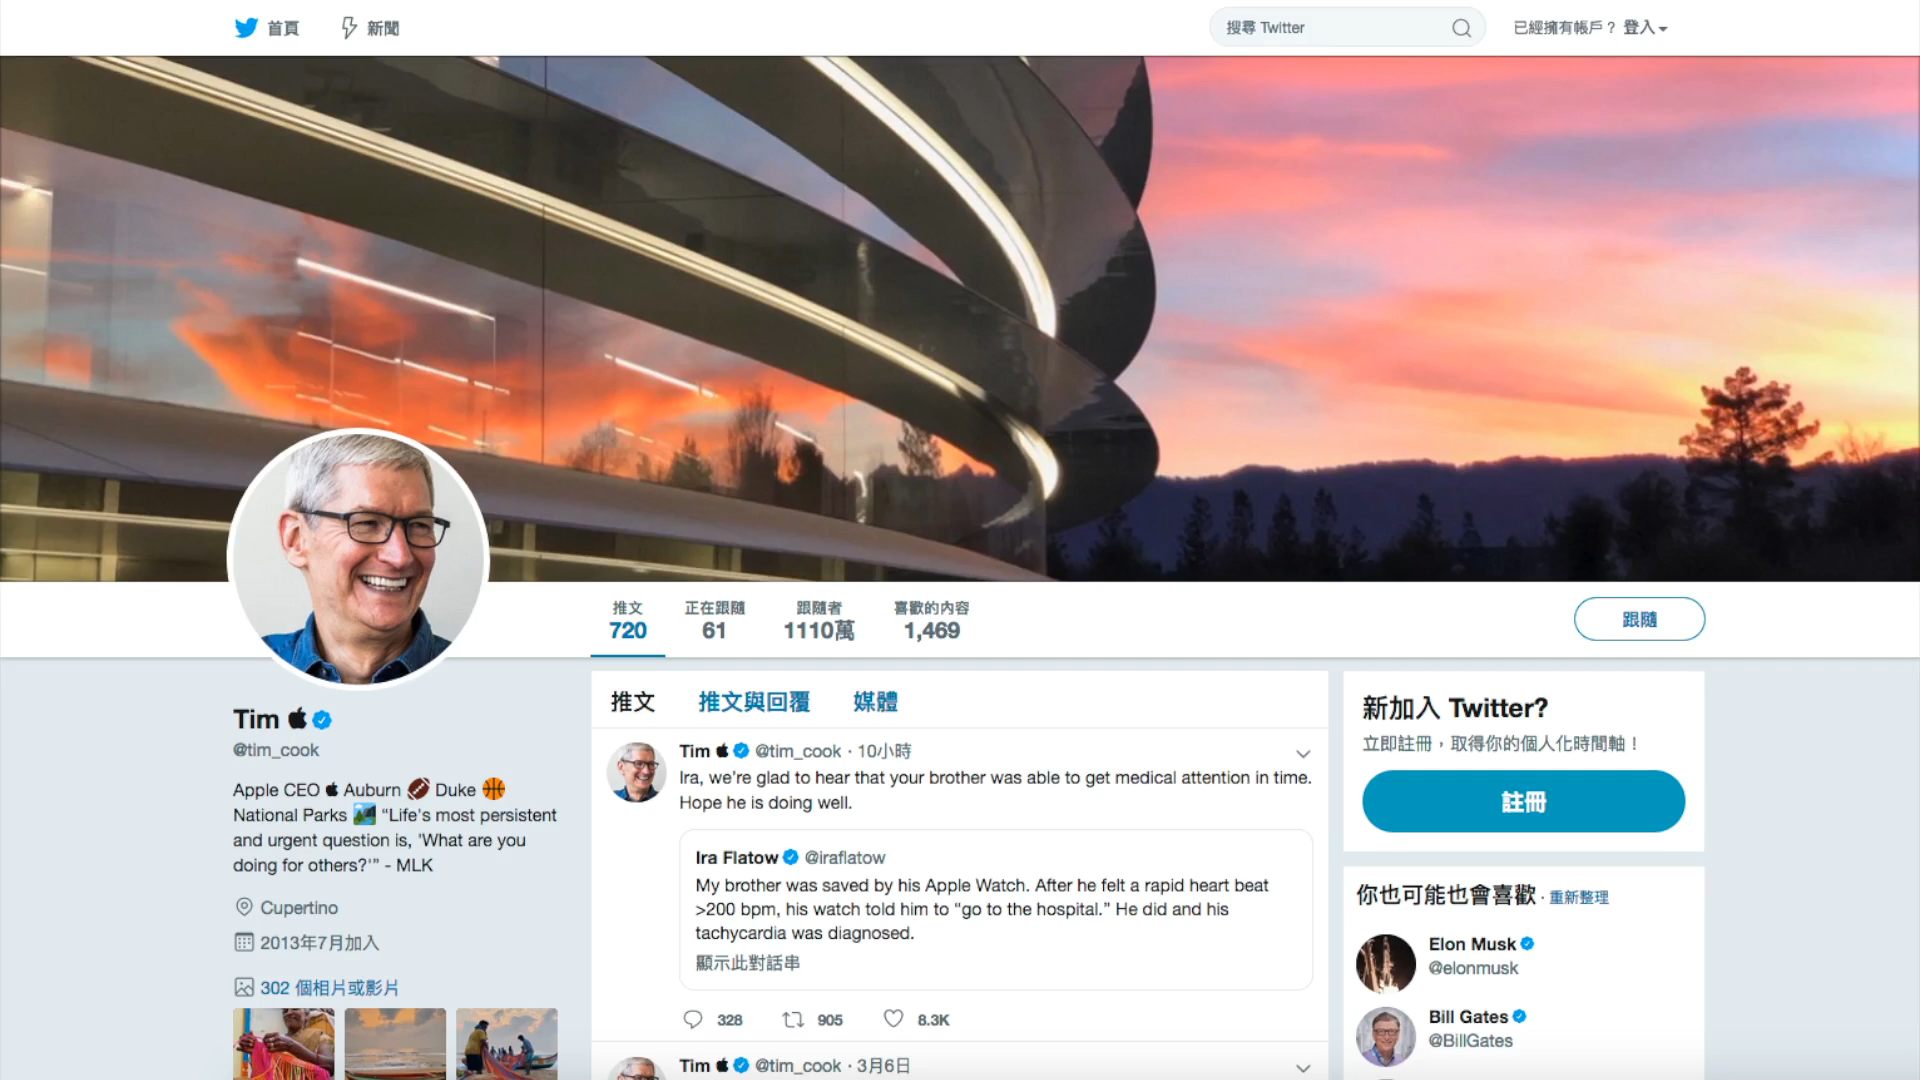 首頁
新聞
搜尋 Twitter
已經擁有帳戶？ 登入
推文
720
正在跟隨
61
跟隨者
1110萬
喜歡的內容
1,469
跟隨
Tim 
@tim_cook
Apple CEO  Auburn 🏈 Duke 🏀
National Parks 🏞 “Life's most persistent
and urgent question is, 'What are you
doing for others?'” - MLK
Cupertino
2013年7月加入
302 個相片或影片
推文 推文與回覆 媒體
Tim  @tim_cook · 10小時
Ira, we’re glad to hear that your brother was able to get medical attention in time.
Hope he is doing well.
Ira Flatow @iraflatow
My brother was saved by his Apple Watch. After he felt a rapid heart beat
>200 bpm, his watch told him to “go to the hospital.” He did and his
tachycardia was diagnosed.
顯示此對話串
328 905 8.3K
Tim  @tim_cook · 3月6日
新加入 Twitter?
立即註冊，取得你的個人化時間軸！
註冊
你也可能也會喜歡 · 重新整理
Elon Musk
@elonmusk
Bill Gates
@BillGates